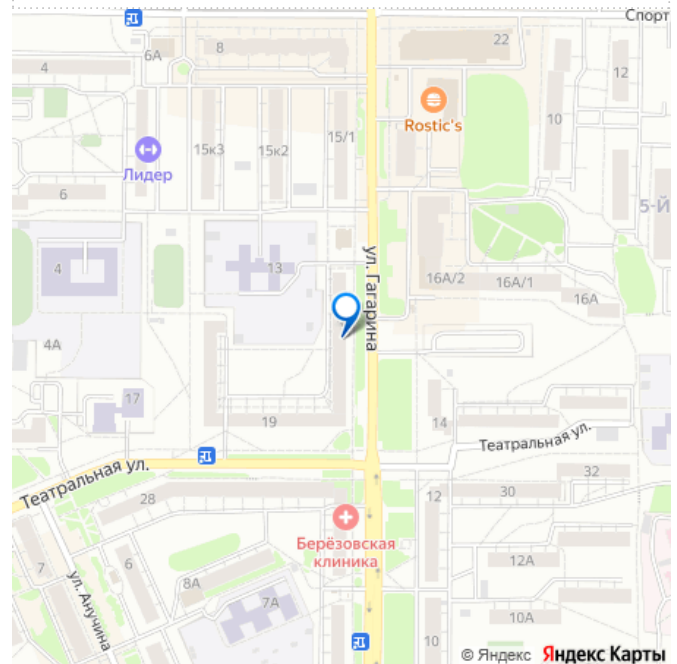 Спорт
6А
8
22
4
12
Rostic's
10
15к3
15к2
15/1
Лидер
6
5-Й
ул. Гагарина
4
13
16А/2
16А/1
16А
4А
17
19
14
Театральная ул.
Театральная ул.
28
12
30
32
Берёзовская
клиника
7
6
8А
12А
ул. Анучина
7А
10
10А
© Яндекс Яндекс Карты